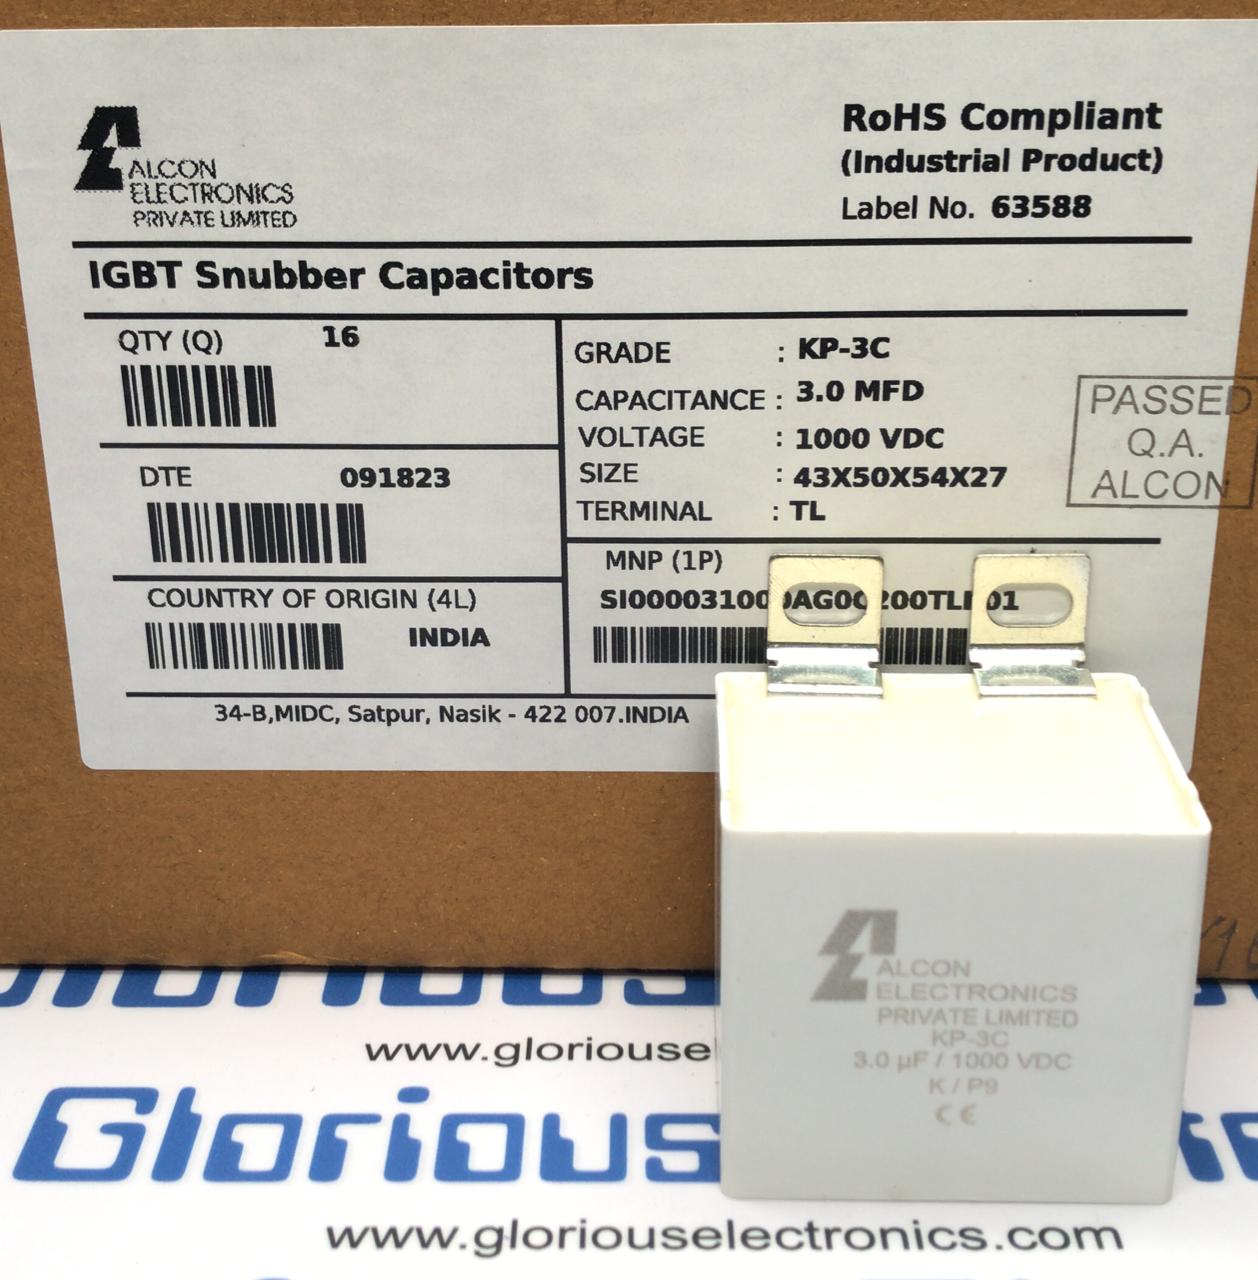 ALCON
ELECTRONICS
PRIVATE LIMITED
RoHS Compliant
(Industrial Product)
Label No. 63588
IGBT Snubber Capacitors
QTY (Q) 16
DTE 091823
COUNTRY OF ORIGIN (4L)
INDIA
GRADE : KP-3C
CAPACITANCE : 3.0 MFD
VOLTAGE : 1000 VDC
SIZE : 43X50X54X27
TERMINAL : TL
PASSED
Q.A.
ALCON
MNP (1P)
34-B,MIDC, Satpur, Nasik - 422 007.INDIA
ALCON
ELECTRONICS
PRIVATE LIMITED
KP-3C
3.0 µF / 1000 VDC
K / P9
CE
Glorious
www.gloriousel
Glorious
www.gloriouselectronics.com